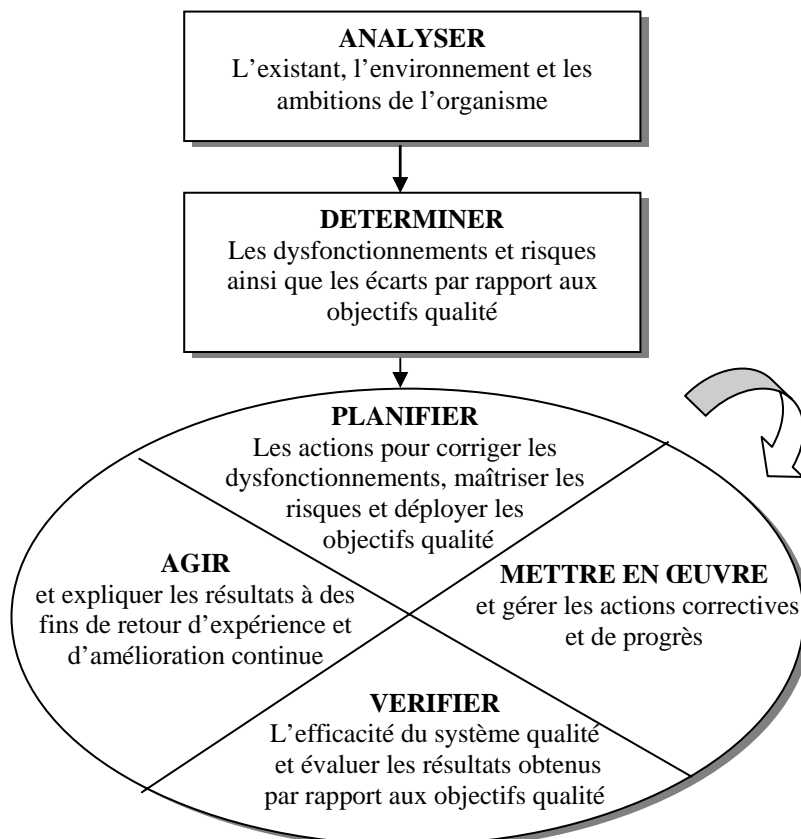 ANALYSER
L’existant, l’environnement et les
ambitions de l’organisme
DETERMINER
Les dysfonctionnements et risques
ainsi que les écarts par rapport aux
objectifs qualité
PLANIFIER
Les actions pour corriger les
dysfonctionnements, maîtriser les
risques et déployer les
objectifs qualité
METTRE EN ŒUVRE
et gérer les actions correctives
et de progrès
VERIFIER
L’efficacité du système qualité
et évaluer les résultats obtenus
par rapport aux objectifs qualité
AGIR
et expliquer les résultats à des
fins de retour d’expérience et
d’amélioration continue